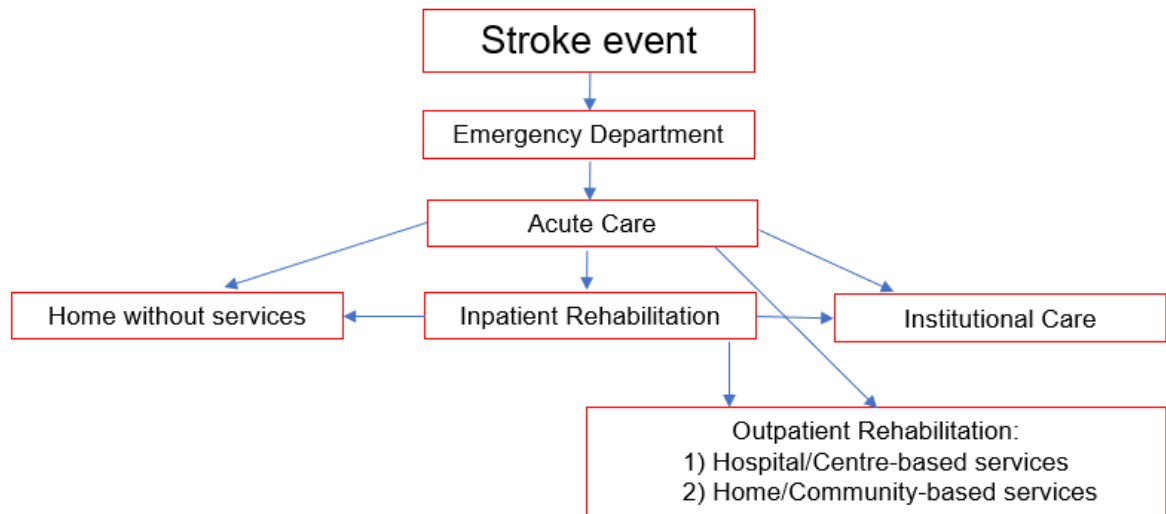 Stroke event
Emergency Department
Acute Care
Home without services
Inpatient Rehabilitation
Institutional Care
Outpatient Rehabilitation:
1) Hospital/Centre-based services
2) Home/Community-based services